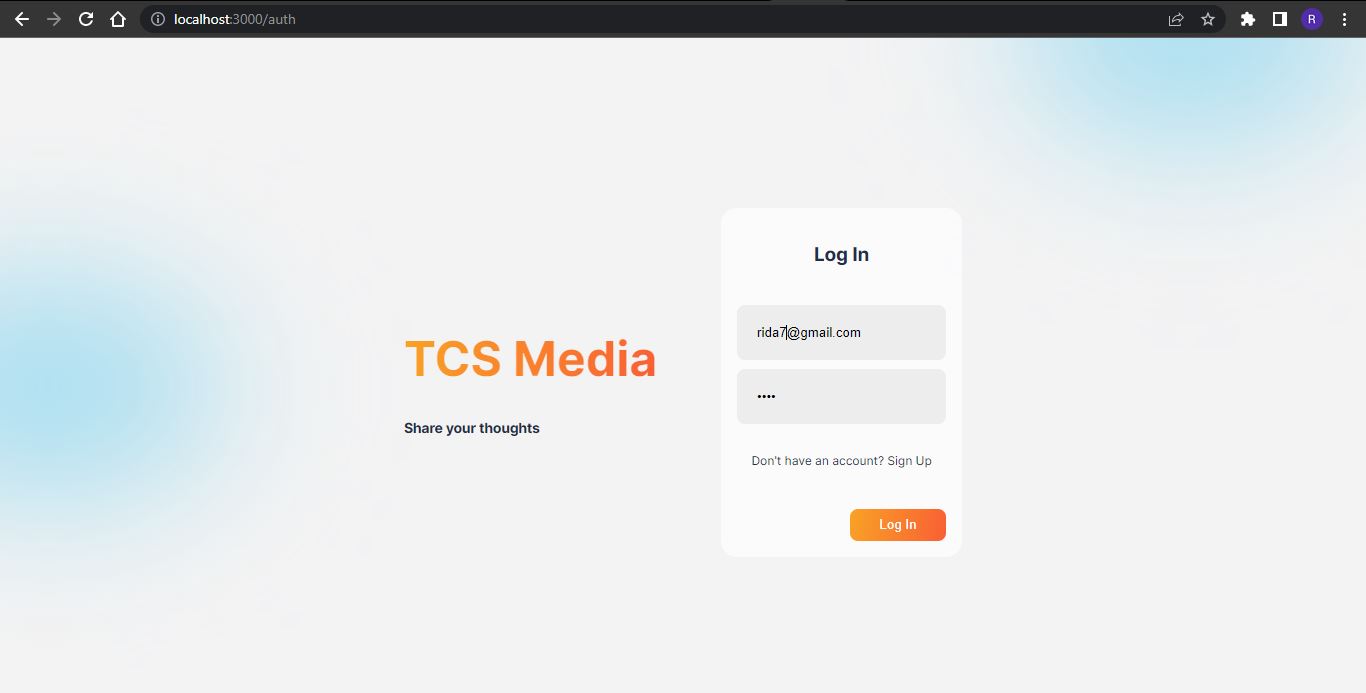 localhost:3000/auth
R
Log In
rida7@gmail.com
••••
TCS Media
Share your thoughts
Don't have an account? Sign Up
Log In